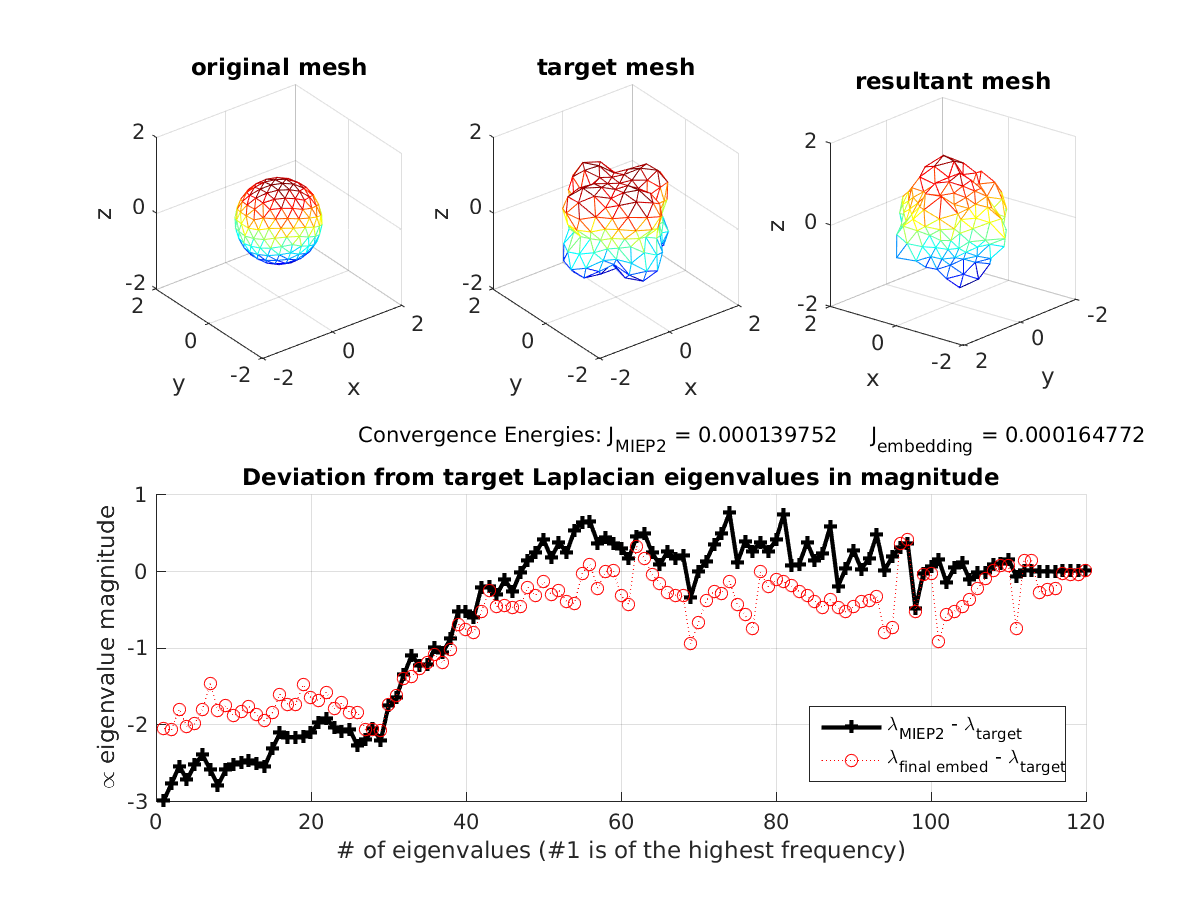 original mesh
target mesh
resultant mesh
2
0
-2
z
2
0
-2
y
-2
0
2
x
2
0
-2
z
2
0
-2
y
-2
0
2
x
2
0
-2
z
2
0
-2
x
2
0
-2
y
Convergence Energies: J_MIEP2 = 0.000139752 J_embedding = 0.000164772
Deviation from target Laplacian eigenvalues in magnitude
∝ eigenvalue magnitude
1
0
-1
-2
-3
λ_MIEP2 - λ_target
λ_final embed - λ_target
0 20 40 60 80 100 120
# of eigenvalues (#1 is of the highest frequency)